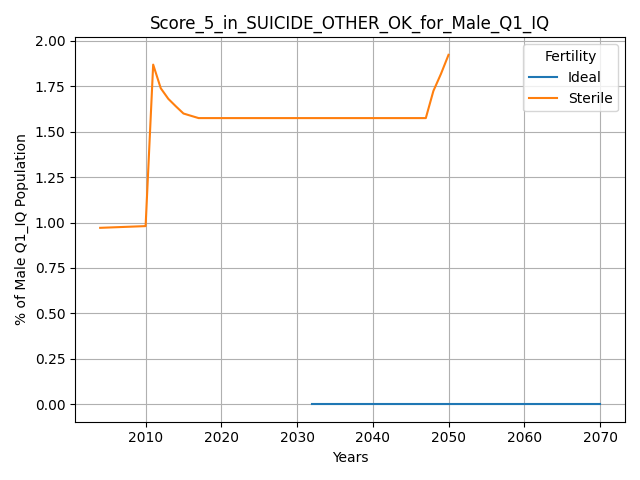 Score_5_in_SUICIDE_OTHER_OK_for_Male_Q1_IQ
% of Male Q1_IQ Population
2.00
1.75
1.50
1.25
1.00
0.75
0.50
0.25
0.00
Fertility
Ideal
Sterile
2010 2020 2030 2040 2050 2060 2070
Years